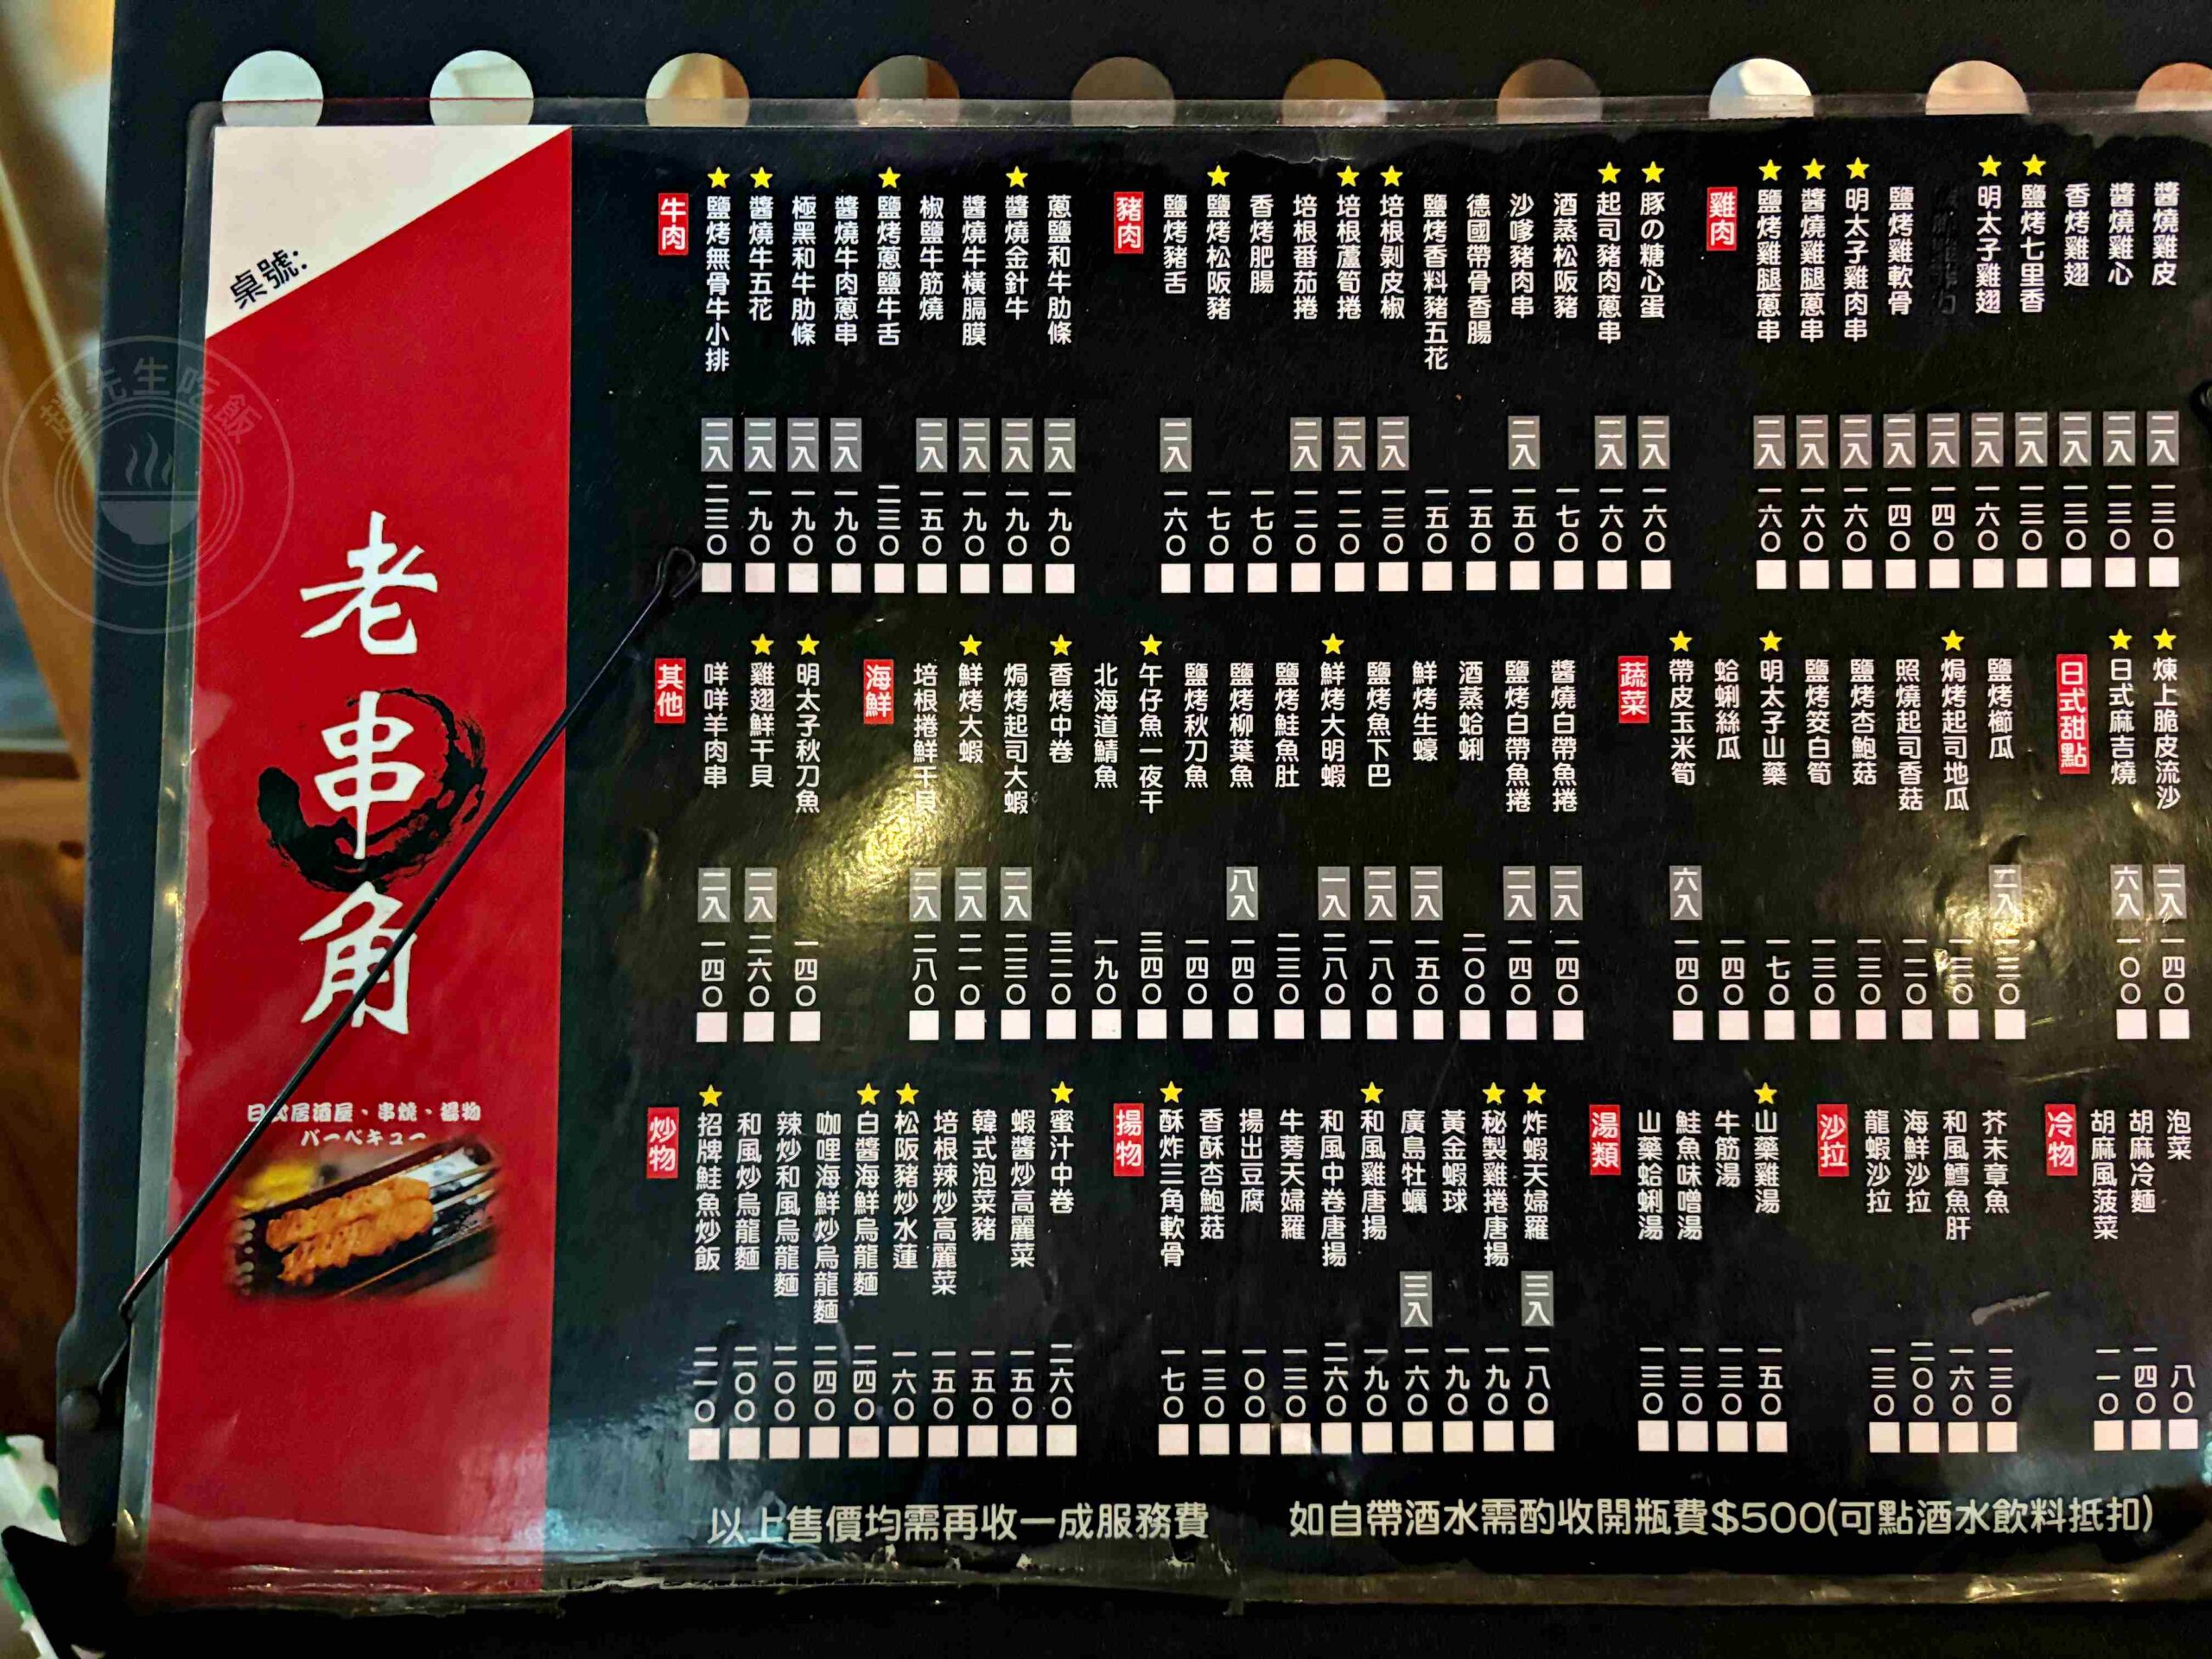 桌號:
老串角
日式居酒屋、串燒、揚物
バーベキュー
牛肉
★鹽烤無骨牛小排 二入 二三〇
★醬燒牛五花 二入 一九〇
極黑和牛肋條 二入 一九〇
醬燒牛肉蔥串 二入 一九〇
★鹽烤蔥鹽牛舌 二三〇
椒鹽牛筋燒 二入 一五〇
醬燒牛橫膈膜 二入 一九〇
★醬燒金針牛 二入 一九〇
蔥鹽和牛肋條 二入 一九〇
豬肉
鹽烤豬舌 二入 一六〇
★鹽烤松阪豬 一七〇
香烤肥腸 一七〇
培根番茄捲 二入 一二〇
★培根蘆筍捲 二入 一二〇
★培根剝皮椒 二入 一三〇
鹽烤香料豬五花 一五〇
德國帶骨香腸 一五〇
沙嗲豬肉串 二入 一五〇
酒蒸松阪豬 一七〇
★起司豬肉蔥串 二入 一六〇
★豚の糖心蛋 二入 一六〇
雞肉
★鹽烤雞腿蔥串 二入 一六〇
★醬燒雞腿蔥串 二入 一六〇
★明太子雞肉串 二入 一六〇
鹽烤雞軟骨 二入 一四〇
二入 一四〇
★明太子雞翅 二入 一六〇
★鹽烤七里香 二入 一三〇
香烤雞翅 二入 一三〇
醬燒雞心 二入 一三〇
醬燒雞皮 二入 一三〇
其他
咩咩羊肉串 二入 一四〇
★雞翅鮮干貝 二入 二六〇
★明太子秋刀魚 一四〇
海鮮
培根捲鮮干貝 二入 二八〇
★鮮烤大蝦 二入 二一〇
焗烤起司大蝦 二入 二三〇
★香烤中卷 三二〇
北海道鯖魚 一九〇
★午仔魚一夜干 三四〇
鹽烤秋刀魚 一四〇
鹽烤柳葉魚 八入 一四〇
鹽烤鮭魚肚 三三〇
★鮮烤大明蝦 一入 二八〇
鹽烤魚下巴 二入 一八〇
鮮烤生蠔 二入 一五〇
酒蒸蛤蜊 二〇〇
鹽烤白帶魚捲 二入 一四〇
醬燒白帶魚捲 二入 一四〇
蔬菜
★帶皮玉米筍 六入 一四〇
蛤蜊絲瓜 一四〇
★明太子山藥 一七〇
鹽烤筊白筍 一三〇
鹽烤杏鮑菇 一三〇
照燒起司香菇 一二〇
★焗烤起司地瓜 一三〇
鹽烤櫛瓜 二入 一三〇
日式甜點
★日式麻吉燒 六入 一〇〇
★煉上脆皮流沙 二入 一四〇
炒物
★招牌鮭魚炒飯 二一〇
和風炒烏龍麵 二〇〇
辣炒和風烏龍麵 二〇〇
咖哩海鮮炒烏龍麵 二四〇
★白醬海鮮烏龍麵 二四〇
★松阪豬炒水蓮 一六〇
培根辣炒高麗菜 一五〇
韓式泡菜豬 一五〇
蝦醬炒高麗菜 一五〇
★蜜汁中卷 二六〇
揚物
★酥炸三角軟骨 一七〇
香酥杏鮑菇 一三〇
揚出豆腐 一〇〇
牛蒡天婦羅 一三〇
和風中卷唐揚 二六〇
★和風雞唐揚 一九〇
廣島牡蠣 三入 一六〇
黃金蝦球 一九〇
★秘製雞捲唐揚 一九〇
★炸蝦天婦羅 三入 一八〇
湯類
山藥蛤蜊湯 一三〇
鮭魚味噌湯 一三〇
牛筋湯 一三〇
★山藥雞湯 一五〇
沙拉
龍蝦沙拉 一三〇
海鮮沙拉 二〇〇
和風鱈魚肝 一六〇
芥末章魚 一三〇
冷物
胡麻風菠菜 一一〇
胡麻冷麵 一四〇
泡菜 八〇
以上售價均需再收一成服務費
如自帶酒水需酌收開瓶費$500(可點酒水飲料抵扣)
先生吃飯